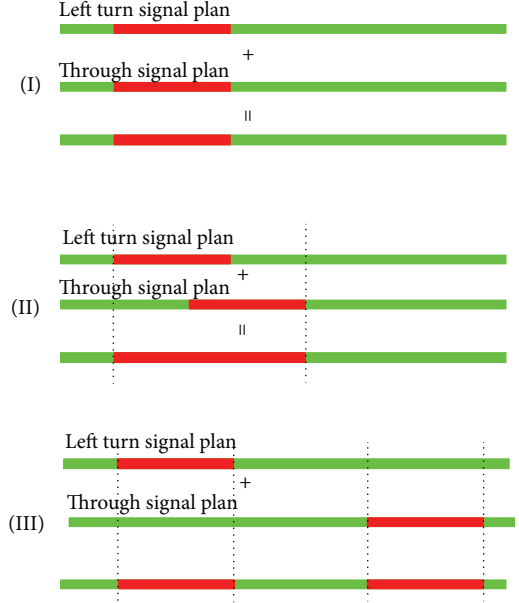 Left turn signal plan
+
(I)
Through signal plan
=
Left turn signal plan
+
(II)
Through signal plan
=
Left turn signal plan
+
(III)
Through signal plan